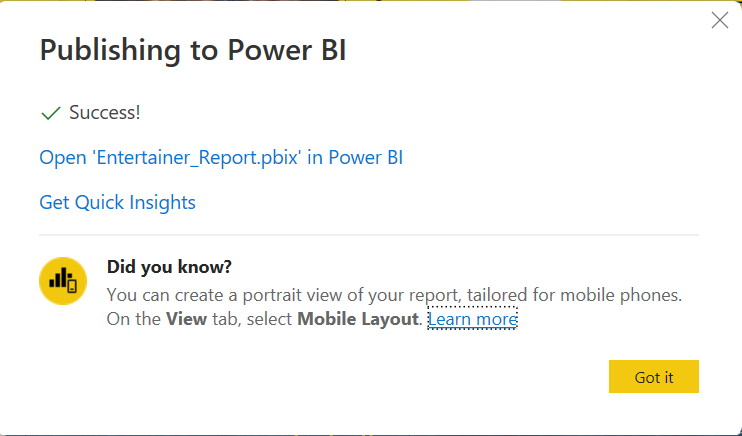 Publishing to Power BI
Success!
Open 'Entertainer_Report.pbix' in Power BI
Get Quick Insights
Did you know?
You can create a portrait view of your report, tailored for mobile phones.
On the View tab, select Mobile Layout. Learn more
Got it